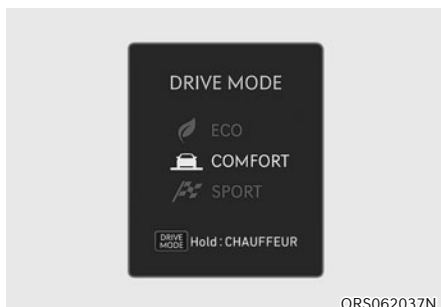 DRIVE MODE
ECO
COMFORT
SPORT
DRIVE MODE Hold : CHAUFFEUR
ORS062037N